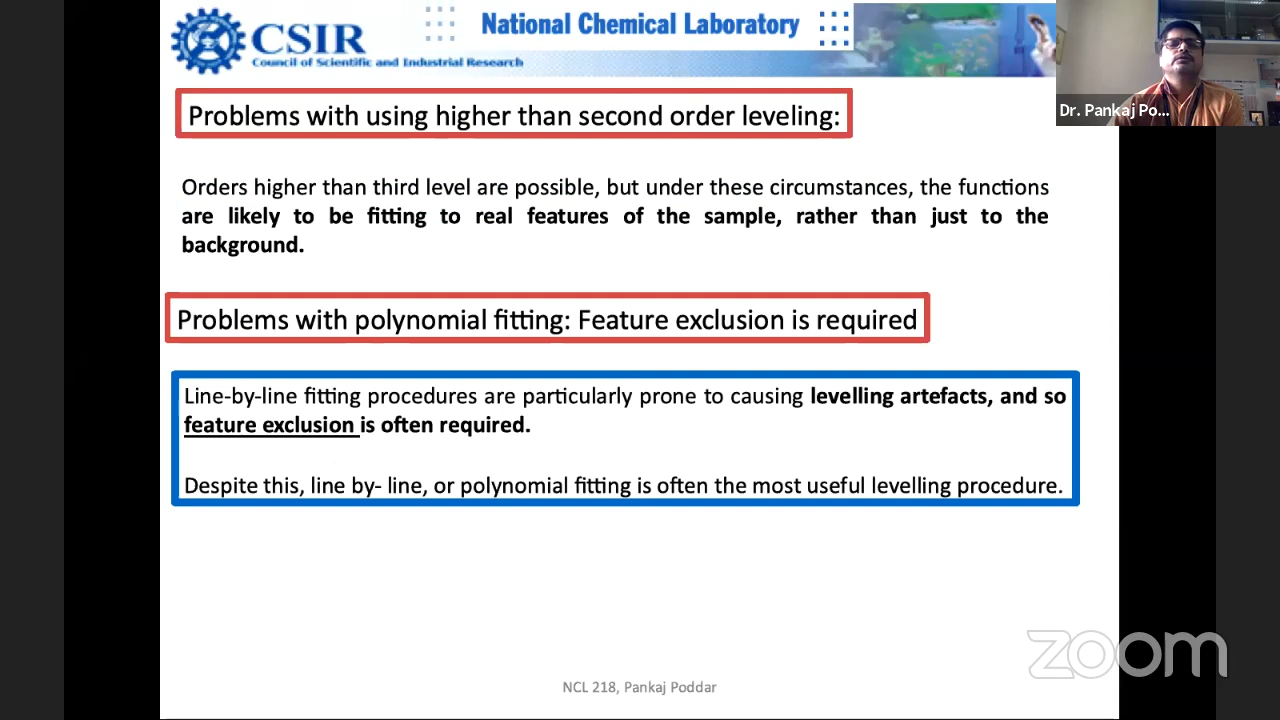 CSIR
Council of Scientific and Industrial Research
National Chemical Laboratory
Dr. Pankaj Po...
Problems with using higher than second order leveling:
Orders higher than third level are possible, but under these circumstances, the functions
are likely to be fitting to real features of the sample, rather than just to the
background.
Problems with polynomial fitting: Feature exclusion is required
Line-by-line fitting procedures are particularly prone to causing levelling artefacts, and so
feature exclusion is often required.
Despite this, line by- line, or polynomial fitting is often the most useful levelling procedure.
zoom
NCL 218, Pankaj Poddar